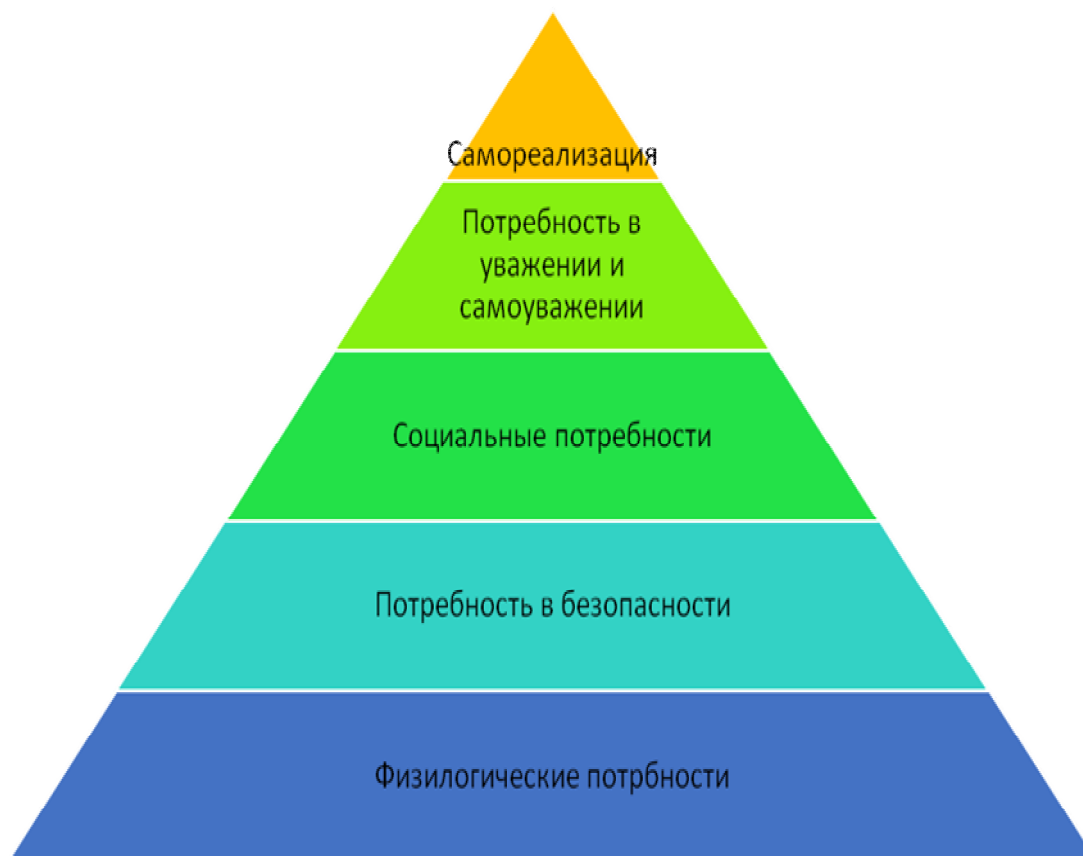 Самореализация
Потребность в
уважении и
самоуважении
Социальные потребности
Потребность в безопасности
Физилогические потрбности